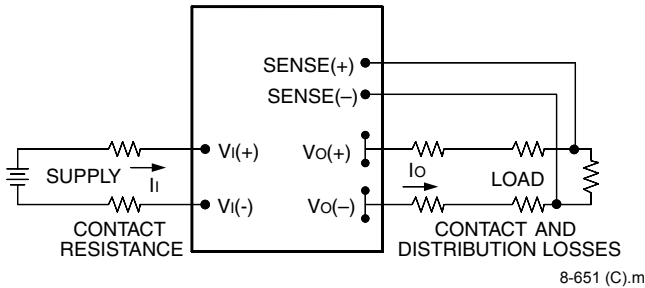 SENSE(+)
SENSE(–)
VI(+)
VO(+)
IO
SUPPLY
II
LOAD
VI(-)
VO(–)
CONTACT
RESISTANCE
CONTACT AND
DISTRIBUTION LOSSES
8-651 (C).m